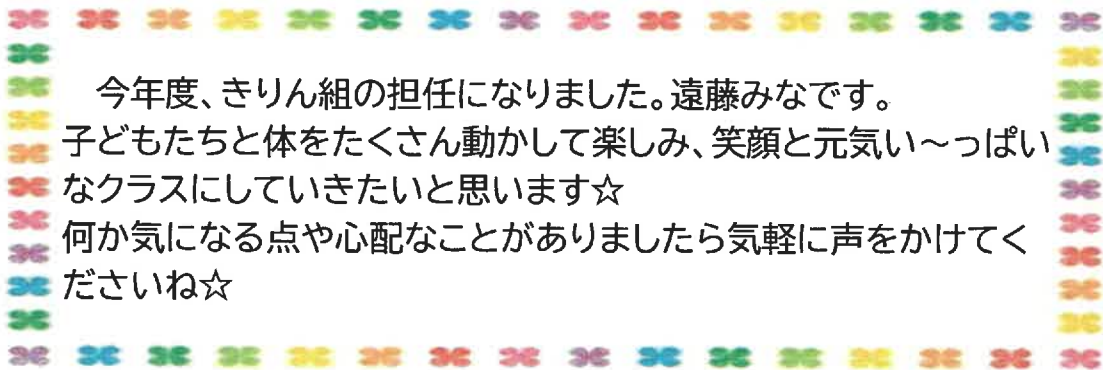 今年度、きりん組の担任になりました。遠藤みなです。
子どもたちと体をたくさん動かして楽しみ、笑顔と元気い～っぱい
なクラスにしていきたいと思います☆
何か気になる点や心配なことがありましたら気軽に声をかけてく
ださいね☆